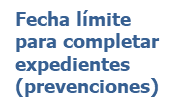 Fecha límite
para completar
expedientes
(prevenciones)